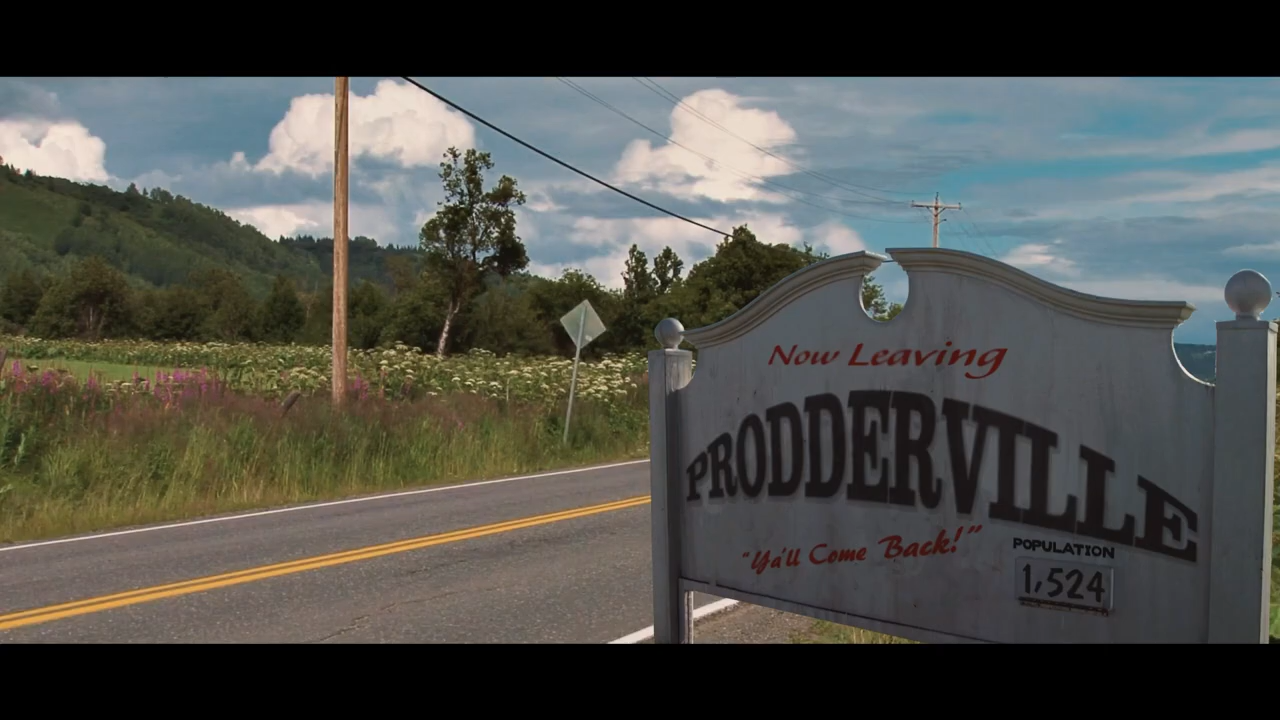 Now Leaving
PRODDERVILLE
"Ya'll Come Back!"
POPULATION
1,524